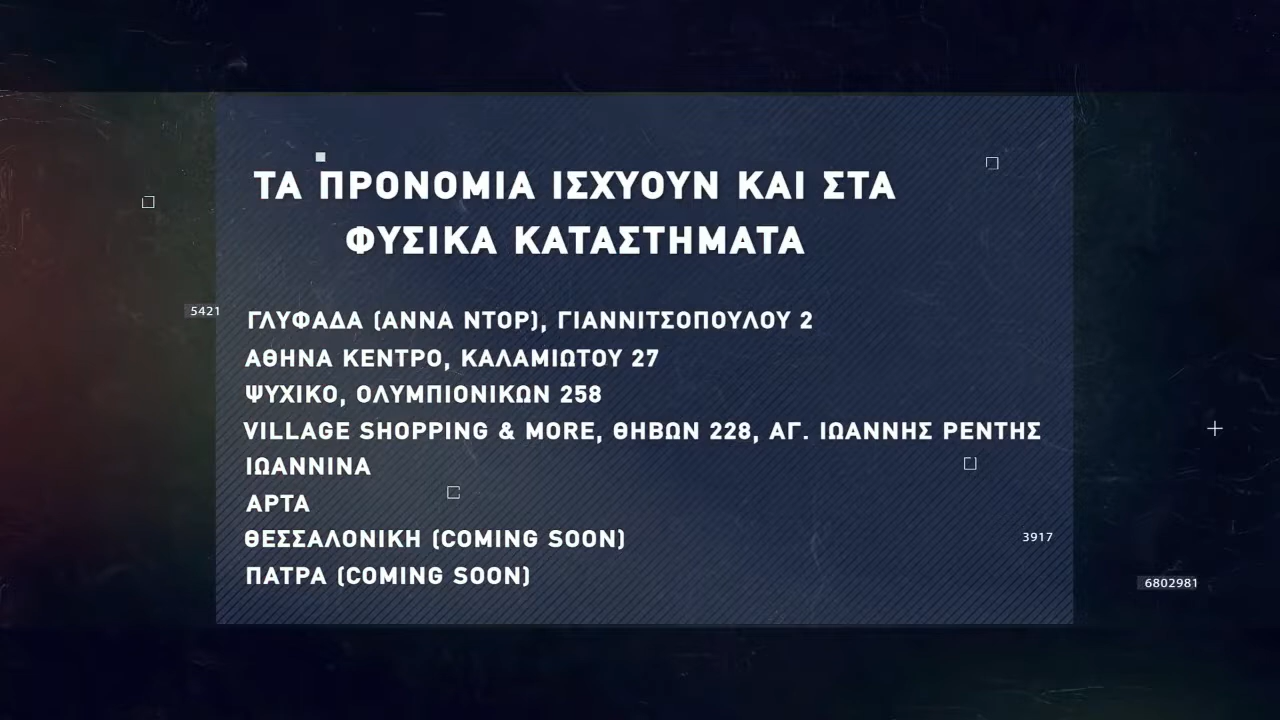 ΤΑ ΠΡΟΝΟΜΙΑ ΙΣΧΥΟΥΝ ΚΑΙ ΣΤΑ
ΦΥΣΙΚΑ ΚΑΤΑΣΤΗΜΑΤΑ
5421
ΓΛΥΦΑΔΑ (ΑΝΝΑ ΝΤΟΡ), ΓΙΑΝΝΙΤΣΟΠΟΥΛΟΥ 2
ΑΘΗΝΑ ΚΕΝΤΡΟ, ΚΑΛΑΜΙΩΤΟΥ 27
ΨΥΧΙΚΟ, ΟΛΥΜΠΙΟΝΙΚΩΝ 258
VILLAGE SHOPPING & MORE, ΘΗΒΩΝ 228, ΑΓ. ΙΩΑΝΝΗΣ ΡΕΝΤΗΣ
ΙΩΑΝΝΙΝΑ
ΑΡΤΑ
ΘΕΣΣΑΛΟΝΙΚΗ (COMING SOON)
3917
ΠΑΤΡΑ (COMING SOON)
6802981